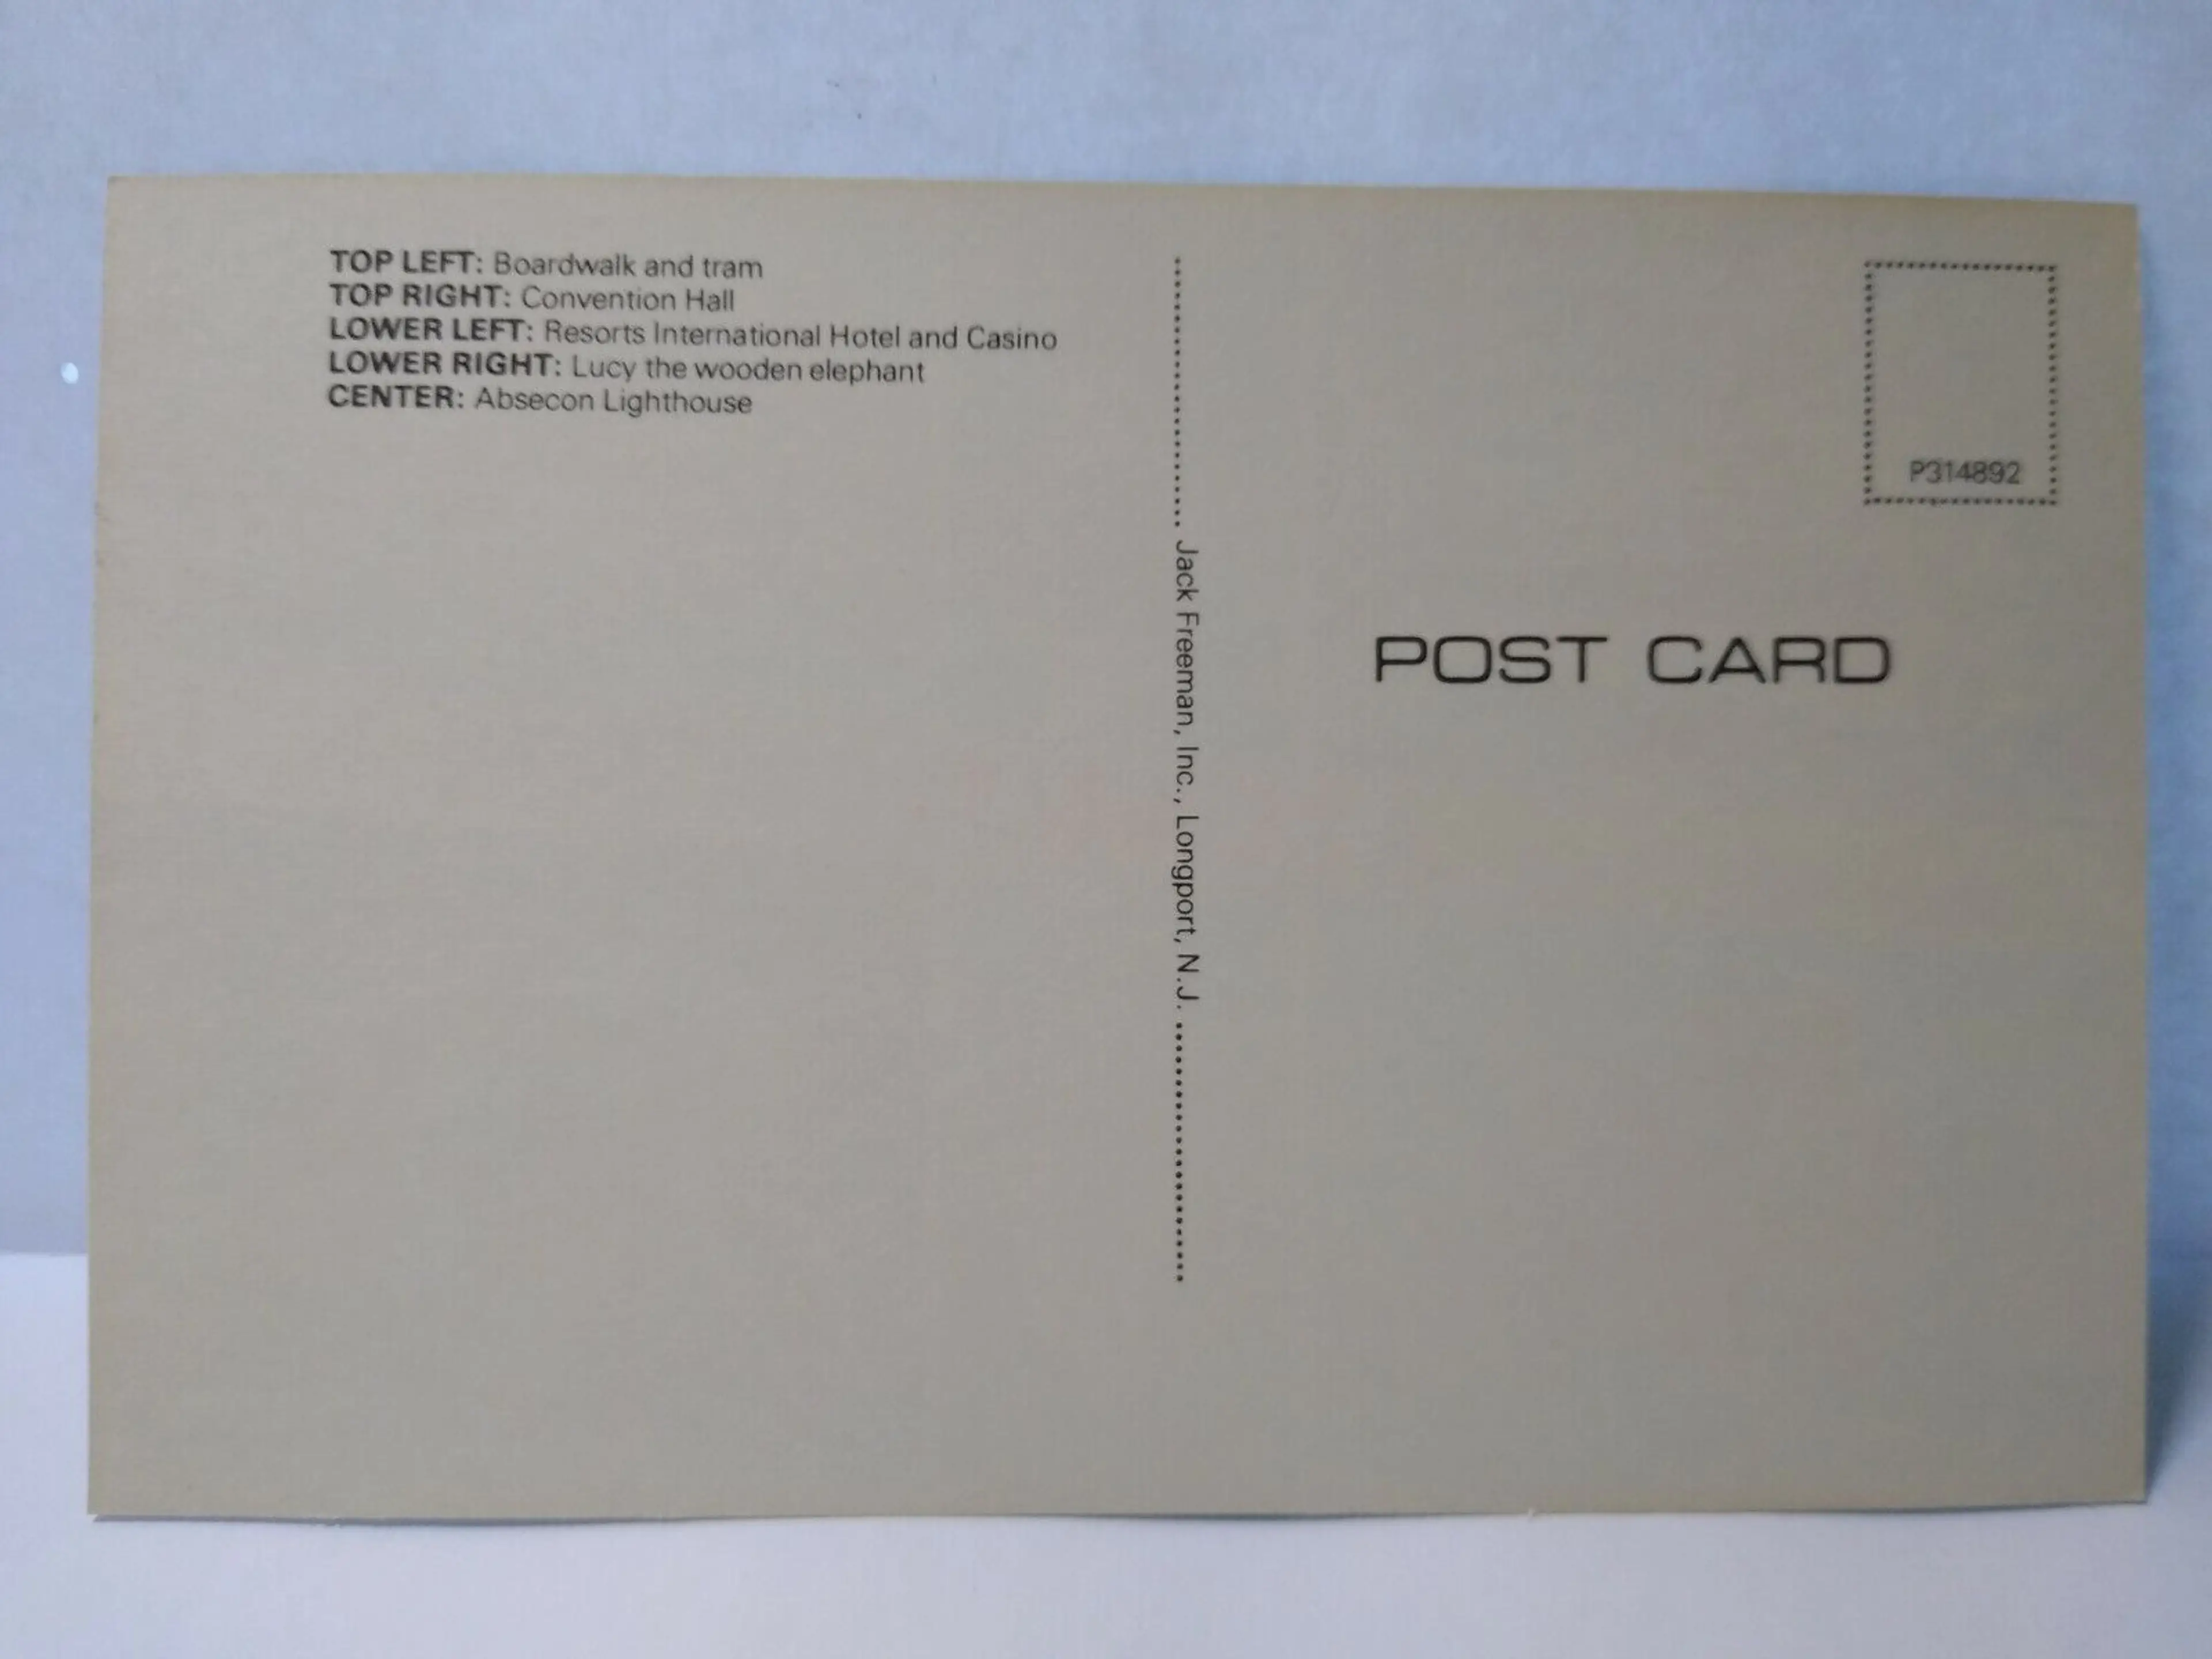 TOP LEFT: Boardwalk and tram
TOP RIGHT: Convention Hall
LOWER LEFT: Resorts International Hotel and Casino
LOWER RIGHT: Lucy the wooden elephant
CENTER: Absecon Lighthouse
Jack Freeman, Inc., Longport, N.J.
P314892
POST CARD